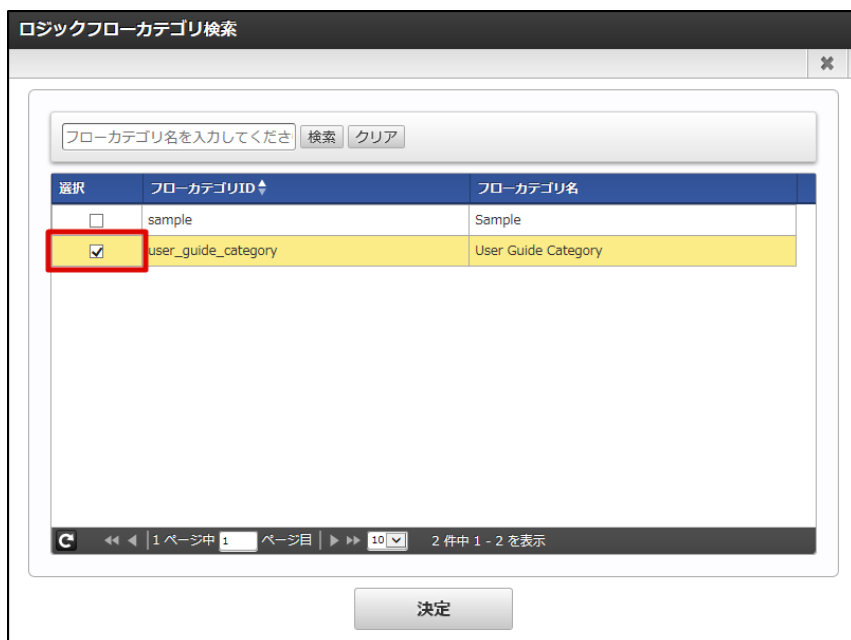 ロジックフローカテゴリ検索
フローカテゴリ名を入力してくださ 検索 クリア
選択 フローカテゴリID フローカテゴリ名
sample Sample
user_guide_category User Guide Category
1 ページ中 1 ページ目 10 2 件中 1 - 2 を表示
決定